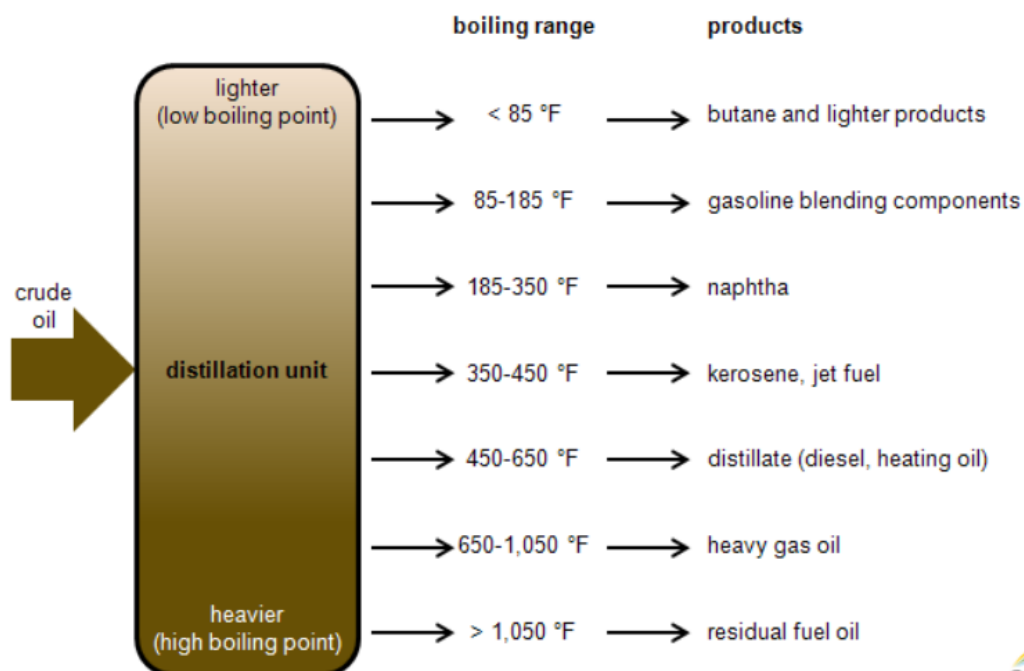 boiling range products
lighter
(low boiling point)
< 85 °F butane and lighter products
85-185 °F gasoline blending components
185-350 °F naphtha
crude
oil
distillation unit
350-450 °F kerosene, jet fuel
450-650 °F distillate (diesel, heating oil)
650-1,050 °F heavy gas oil
heavier
(high boiling point)
> 1,050 °F residual fuel oil